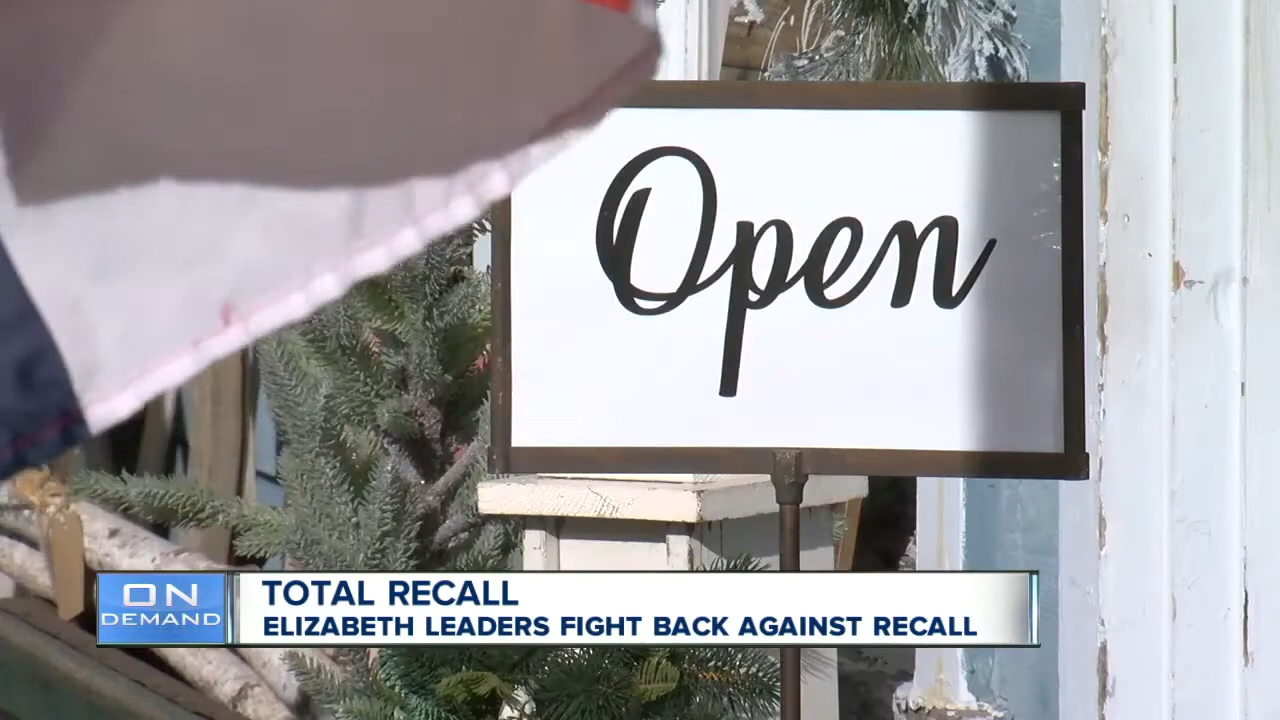 Open
ON
DEMAND
TOTAL RECALL
ELIZABETH LEADERS FIGHT BACK AGAINST RECALL